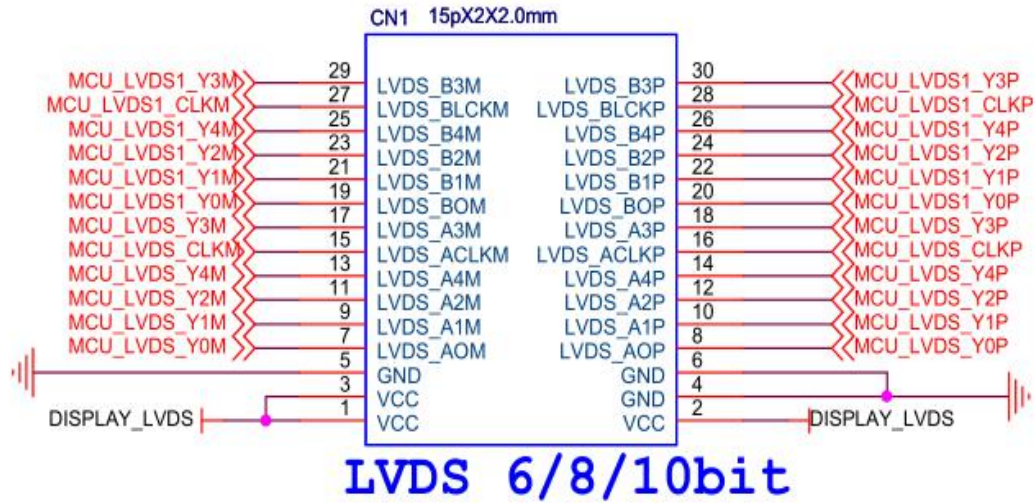 CN1 15pX2X2.0mm
MCU_LVDS1_Y3M 29 LVDS_B3M LVDS_B3P 30 MCU_LVDS1_Y3P
MCU_LVDS1_CLKM 27 LVDS_BLCKM LVDS_BLCKP 28 MCU_LVDS1_CLKP
MCU_LVDS1_Y4M 25 LVDS_B4M LVDS_B4P 26 MCU_LVDS1_Y4P
MCU_LVDS1_Y2M 23 LVDS_B2M LVDS_B2P 24 MCU_LVDS1_Y2P
MCU_LVDS1_Y1M 21 LVDS_B1M LVDS_B1P 22 MCU_LVDS1_Y1P
MCU_LVDS1_Y0M 19 LVDS_BOM LVDS_BOP 20 MCU_LVDS1_Y0P
MCU_LVDS_Y3M 17 LVDS_A3M LVDS_A3P 18 MCU_LVDS_Y3P
MCU_LVDS_CLKM 15 LVDS_ACLKM LVDS_ACLKP 16 MCU_LVDS_CLKP
MCU_LVDS_Y4M 13 LVDS_A4M LVDS_A4P 14 MCU_LVDS_Y4P
MCU_LVDS_Y2M 11 LVDS_A2M LVDS_A2P 12 MCU_LVDS_Y2P
MCU_LVDS_Y1M 9 LVDS_A1M LVDS_A1P 10 MCU_LVDS_Y1P
MCU_LVDS_Y0M 7 LVDS_AOM LVDS_AOP 8 MCU_LVDS_Y0P
5 GND GND 6
3 VCC GND 4
DISPLAY_LVDS 1 VCC VCC 2 DISPLAY_LVDS
LVDS 6/8/10bit